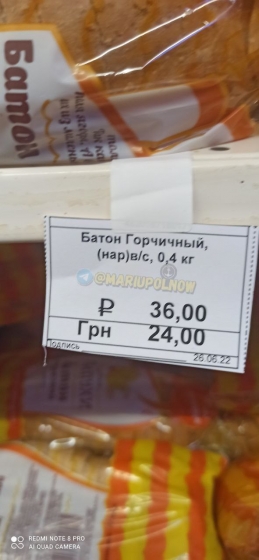 Батон
Батон Горчичный,
(нар)в/с, 0,4 кг
@MARIUPOLNOW
₽ 36,00
Грн 24,00
Подпись 26.06.22
REDMI NOTE 8 PRO
AI QUAD CAMERA